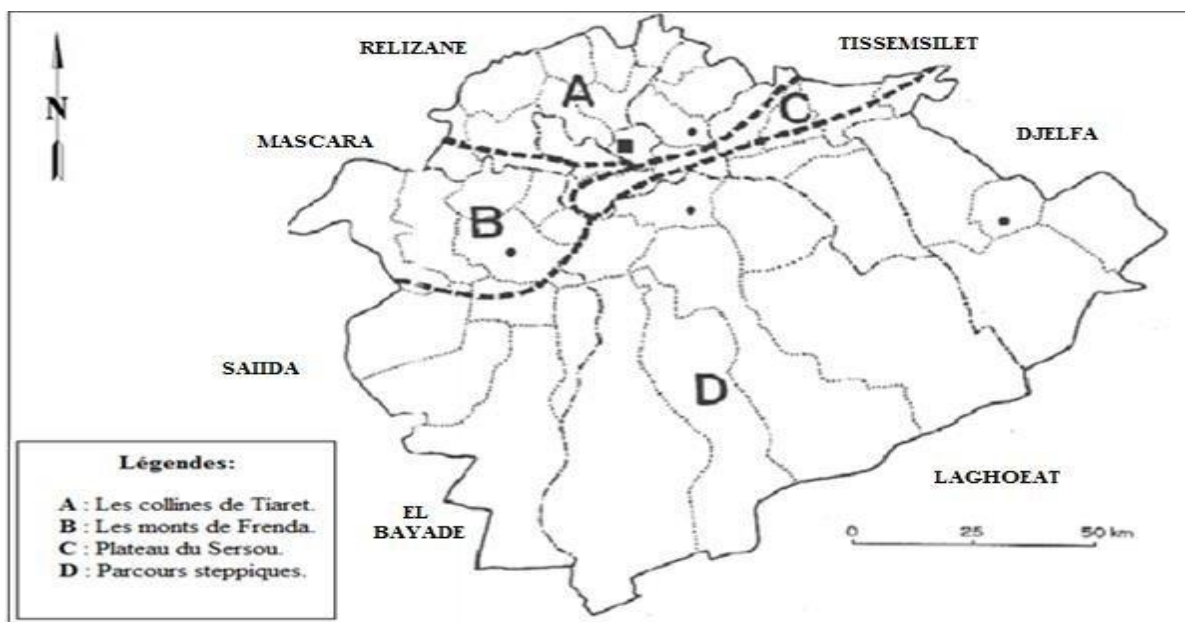 RELIZANE
TISSEMSILET
N
A
C
MASCARA
DJELFA
B
SAIIDA
D
Légendes:
A : Les collines de Tiaret.
B : Les monts de Frenda.
C : Plateau du Sersou.
D : Parcours steppiques.
EL
BAYADE
LAGHOEAT
0 25 50 km